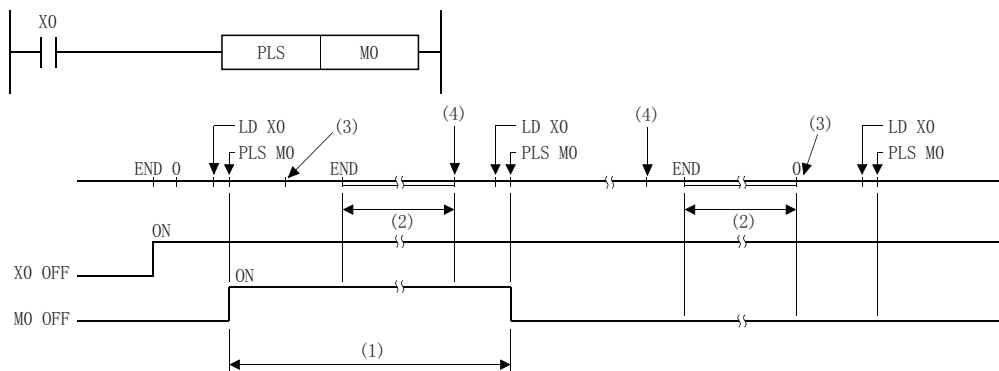 X0
PLS M0
(4) (4)
LD X0 (3) LD X0 (3) LD X0
PLS M0 PLS M0 PLS M0
END 0 END END 0
(2) (2)
ON
X0 OFF
ON
M0 OFF
(1)